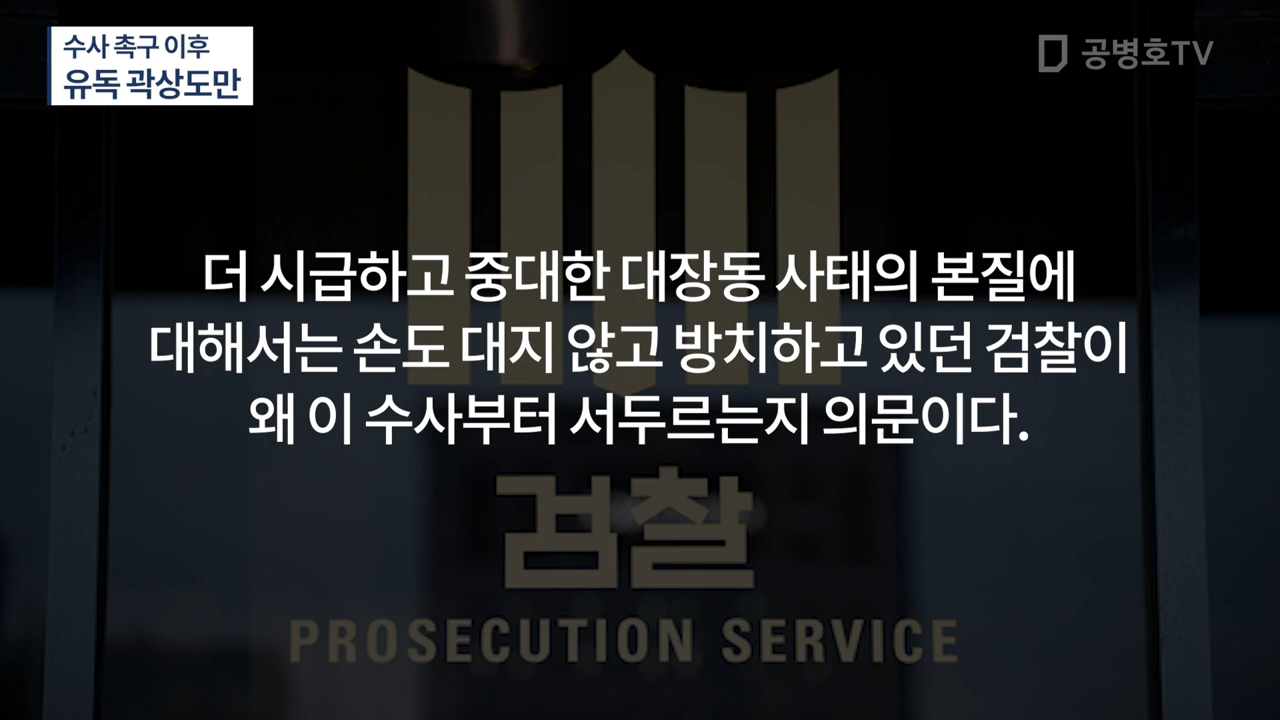 수사 촉구 이후
유독 곽상도만
공병호TV
더 시급하고 중대한 대장동 사태의 본질에
대해서는 손도 대지 않고 방치하고 있던 검찰이
왜 이 수사부터 서두르는지 의문이다.
검찰
PROSECUTION SERVICE